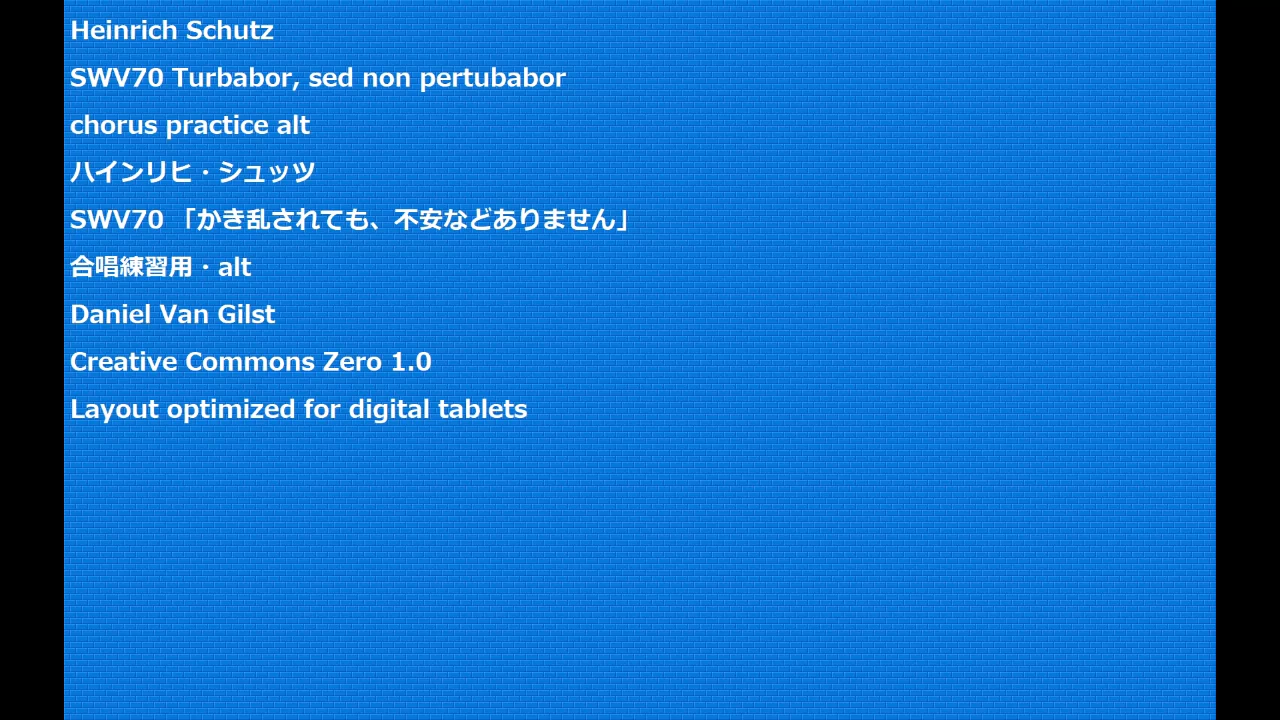 Heinrich Schutz
SWV70 Turbabor, sed non pertubabor
chorus practice alt
ハインリヒ・シュッツ
SWV70 「かき乱されても、不安などありません」
合唱練習用・alt
Daniel Van Gilst
Creative Commons Zero 1.0
Layout optimized for digital tablets